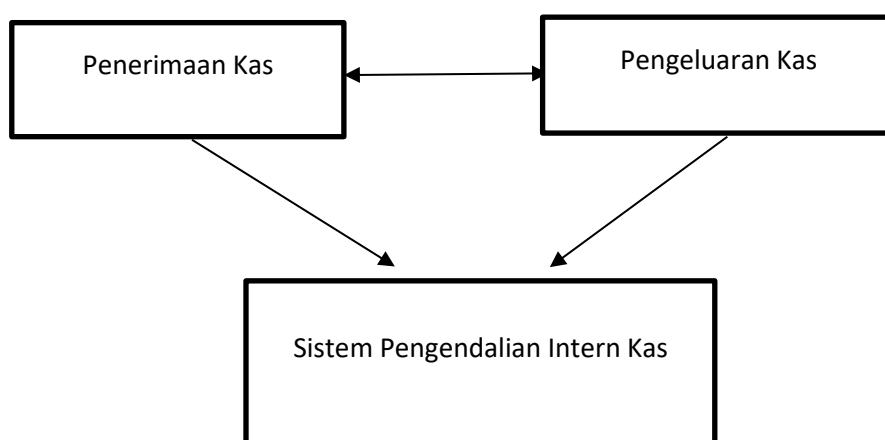 Penerimaan Kas
Pengeluaran Kas
Sistem Pengendalian Intern Kas